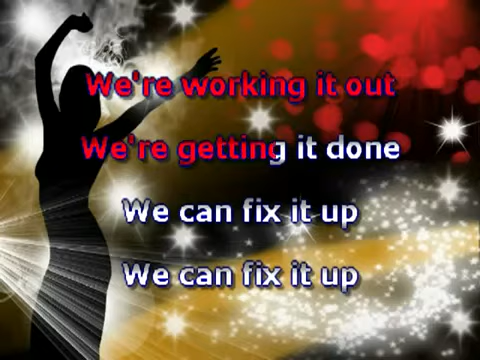 We're working it out
We're getting it done
We can fix it up
We can fix it up